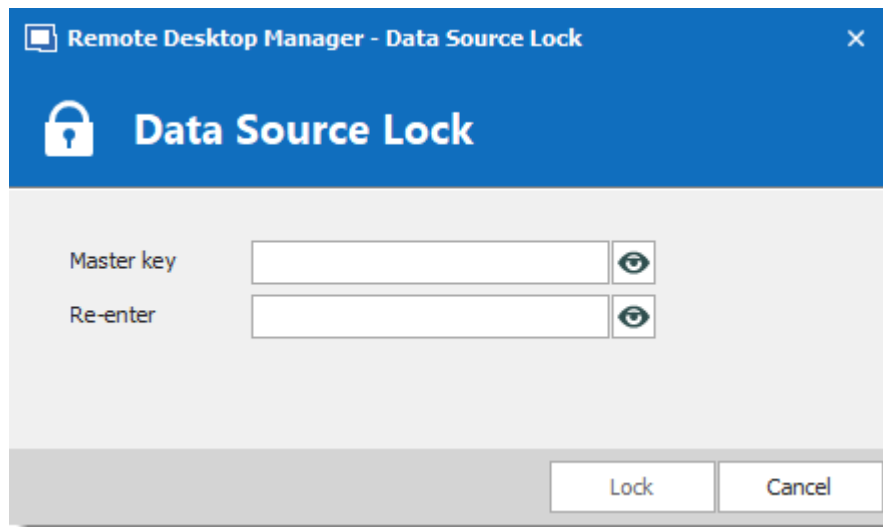 Remote Desktop Manager - Data Source Lock
Data Source Lock
Master key
Re-enter
Lock Cancel